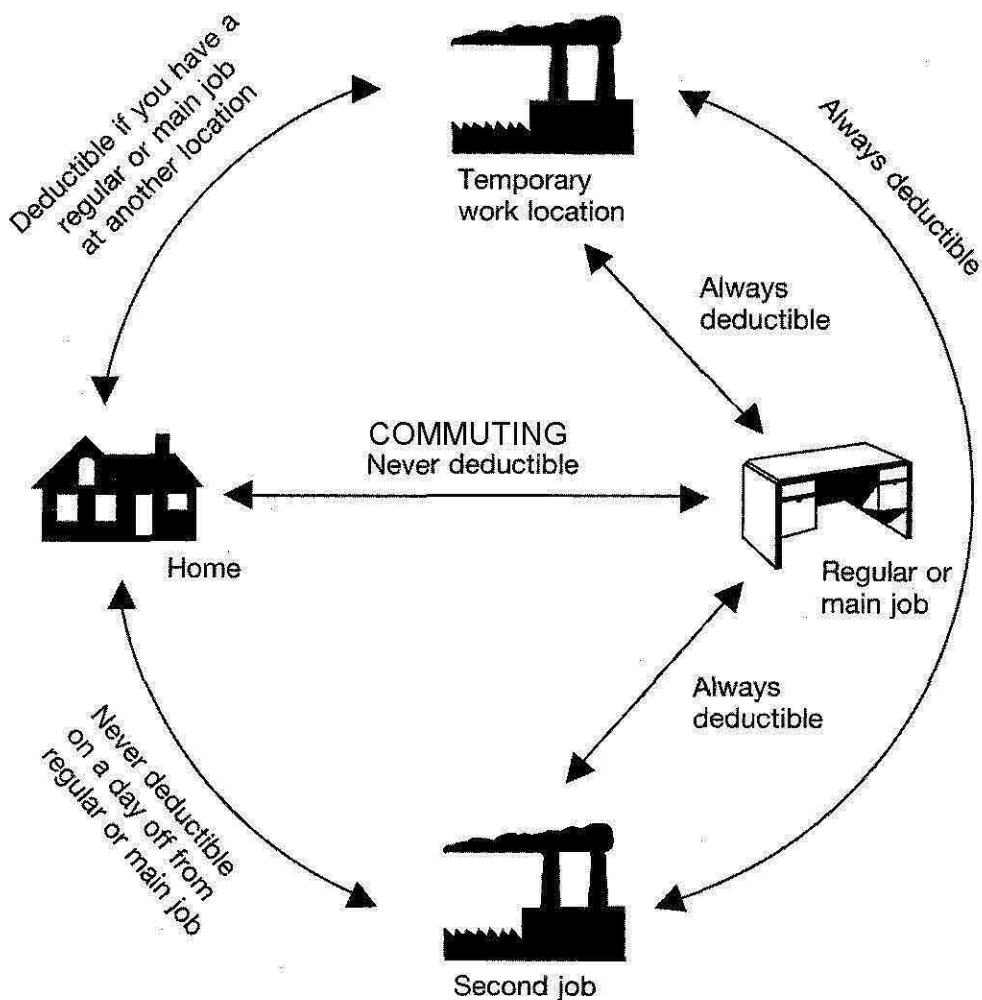 Deductible if you have a
regular or main job
at another location
Temporary
work location
Always deductible
Always
deductible
COMMUTING
Never deductible
Home
Regular or
main job
Always
deductible
Never deductible
on a day off from
regular or main job
Second job